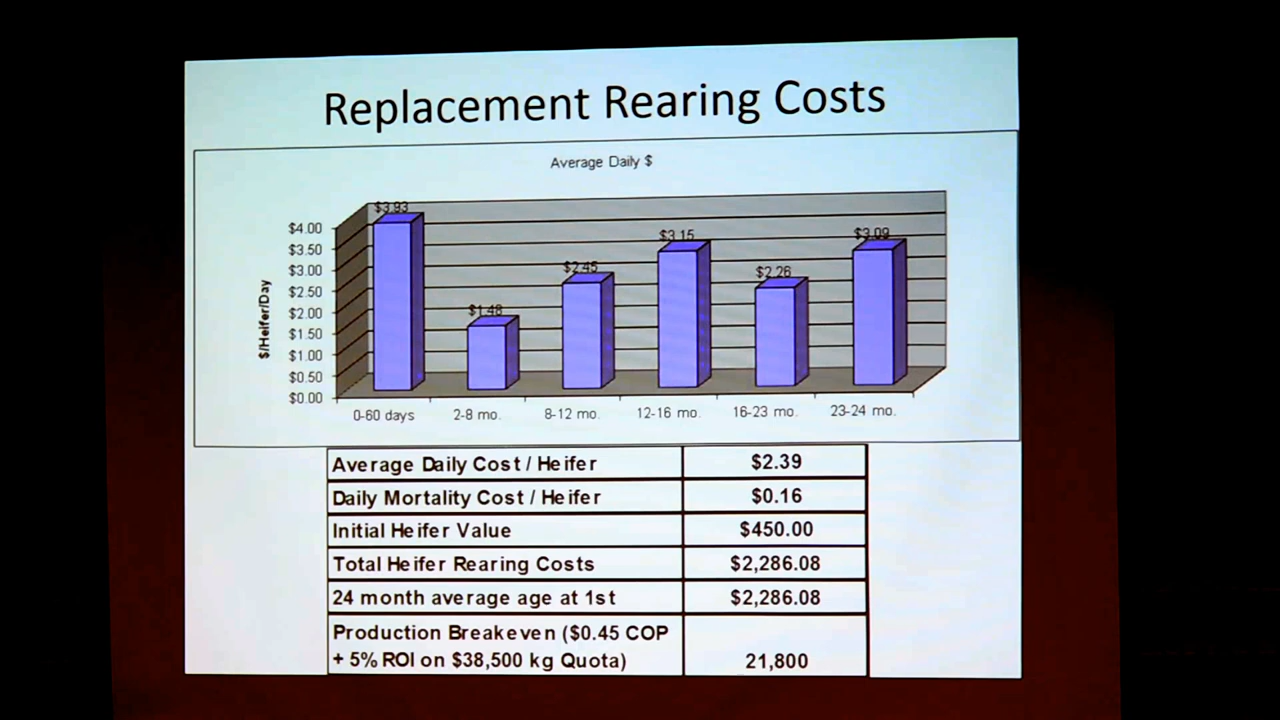 Replacement Rearing Costs
Average Daily $
$/Heifer/Day
$4.00
$3.50
$3.00
$2.50
$2.00
$1.50
$1.00
$0.50
$0.00
$3.93
$1.48
$2.45
$3.15
$2.26
$3.09
0-60 days
2-8 mo.
8-12 mo.
12-16 mo.
16-23 mo.
23-24 mo.
Average Daily Cost / Heifer $2.39
Daily Mortality Cost / Heifer $0.16
Initial Heifer Value $450.00
Total Heifer Rearing Costs $2,286.08
24 month average age at 1st $2,286.08
Production Breakeven ($0.45 COP
+ 5% ROI on $38,500 kg Quota) 21,800